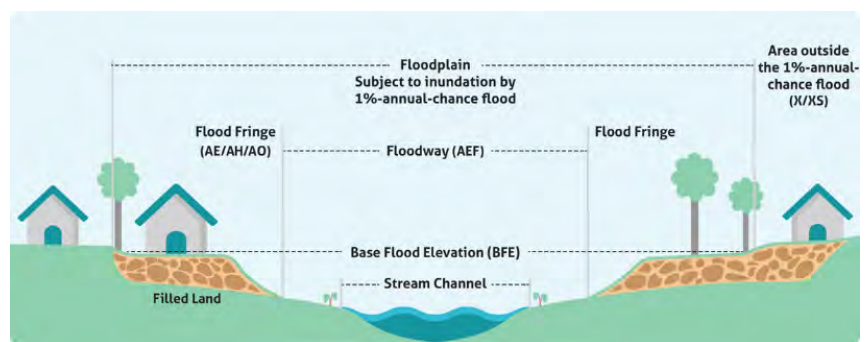 Floodplain
Subject to inundation by
1%-annual-chance flood
Area outside
the 1%-annual-
chance flood
(X/XS)
Flood Fringe
(AE/AH/AO)
Floodway (AEF)
Flood Fringe
Base Flood Elevation (BFE)
Stream Channel
Filled Land